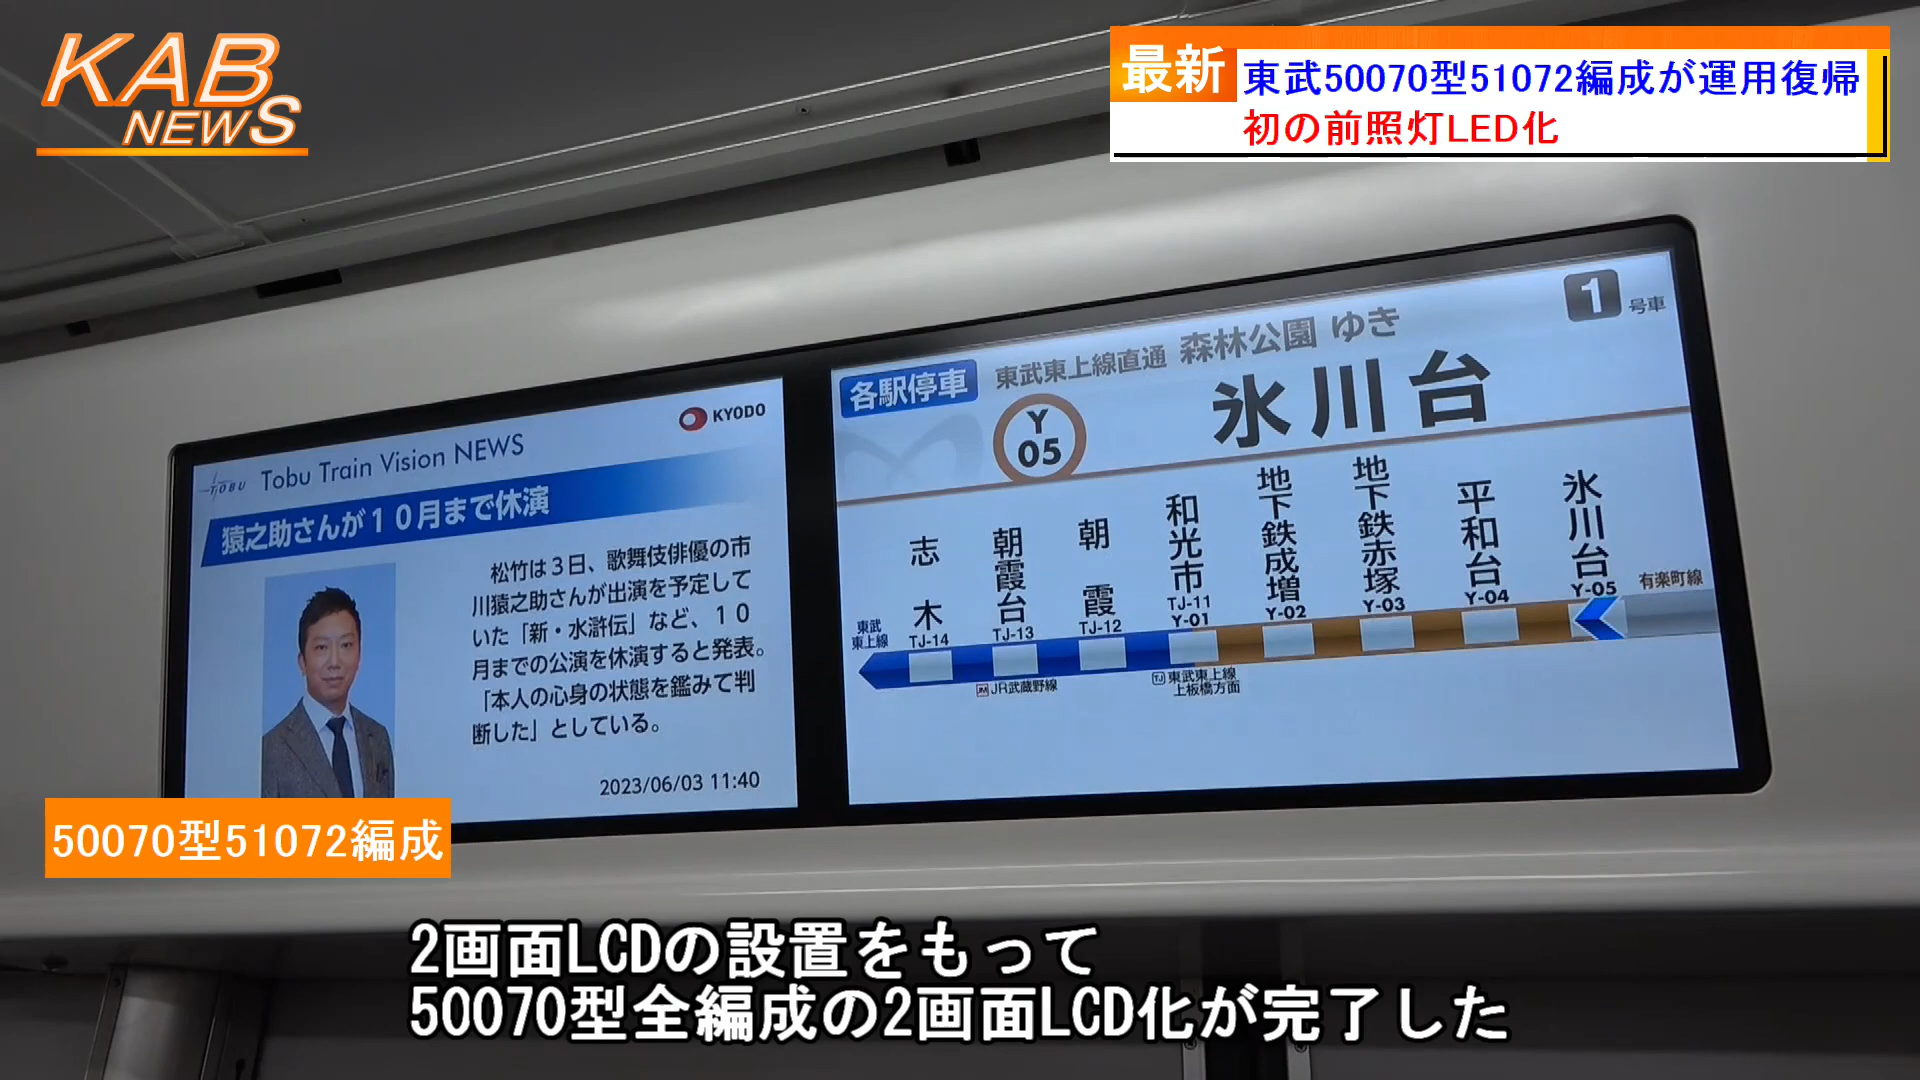 KAB
NEWS
最新
東武50070型51072編成が運用復帰
初の前照灯LED化
TOBU Tobu Train Vision NEWS
KYODO
猿之助さんが１０月まで休演
松竹は３日、歌舞伎俳優の市
川猿之助さんが出演を予定して
いた「新・水滸伝」など、１０
月までの公演を休演すると発表。
「本人の心身の状態を鑑みて判
断した」としている。
2023/06/03 11:40
1号車
各駅停車
東武東上線直通 森林公園 ゆき
Y
05
氷川台
志木
TJ-14
朝霞台
TJ-13
朝霞
TJ-12
和光市
TJ-11
Y-01
地下鉄成増
Y-02
地下鉄赤塚
Y-03
平和台
Y-04
氷川台
Y-05
有楽町線
東武
東上線
JM JR武蔵野線
TJ 東武東上線
上板橋方面
50070型51072編成
2画面LCDの設置をもって
50070型全編成の2画面LCD化が完了した